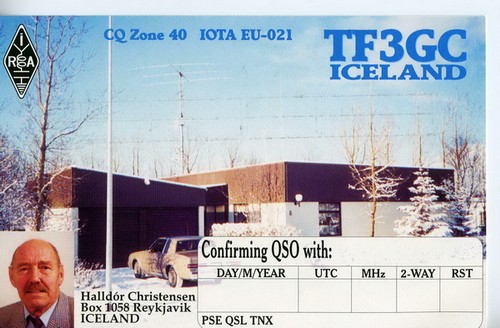 CQ Zone 40 IOTA EU-021
TF3GC
ICELAND
IRA
Confirming QSO with:
DAY/M/YEAR UTC MHz 2-WAY RST
Halldór Christensen
Box 1058 Reykjavik
ICELAND
PSE QSL TNX